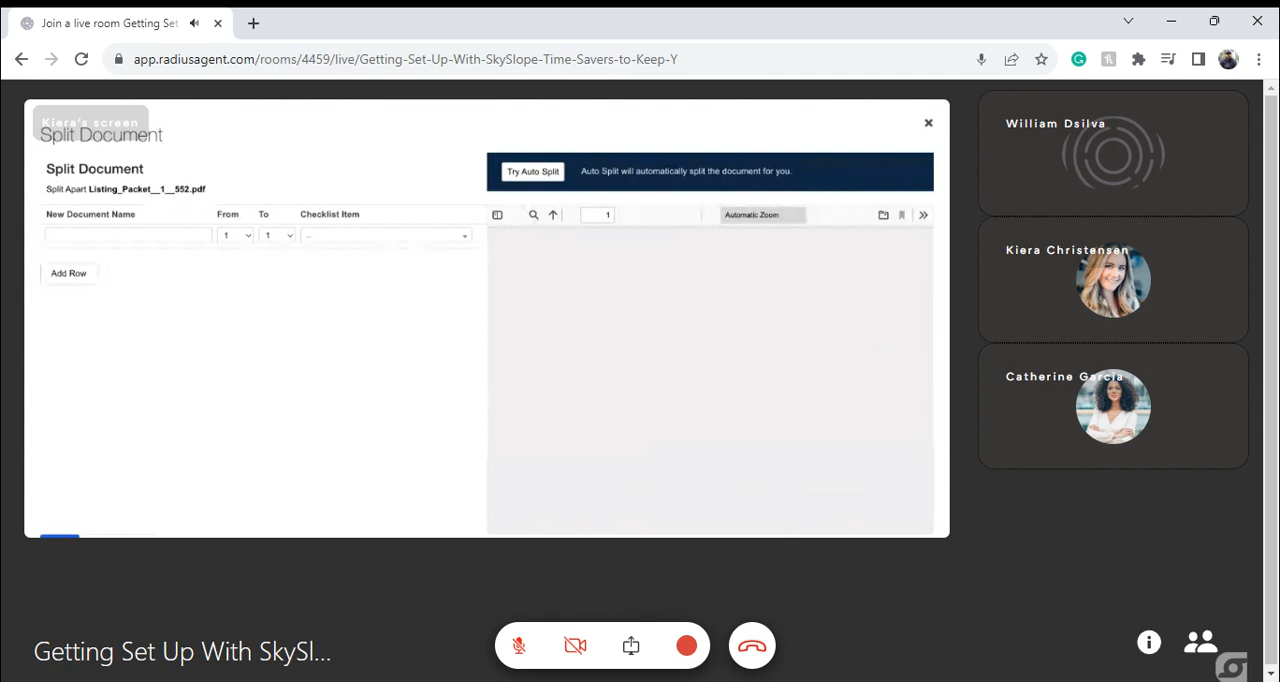 Join a live room Getting Set
app.radiusagent.com/rooms/4459/live/Getting-Set-Up-With-SkySlope-Time-Savers-to-Keep-Y
Kiera's screen
Split Document
Split Document
Split Apart Listing_Packet__1__552.pdf
New Document Name From To Checklist Item
1 1 ...
Add Row
Try Auto Split Auto Split will automatically split the document for you.
1 Automatic Zoom
William Dsilva
Kiera Christensen
Catherine Garcia
Getting Set Up With SkySl...